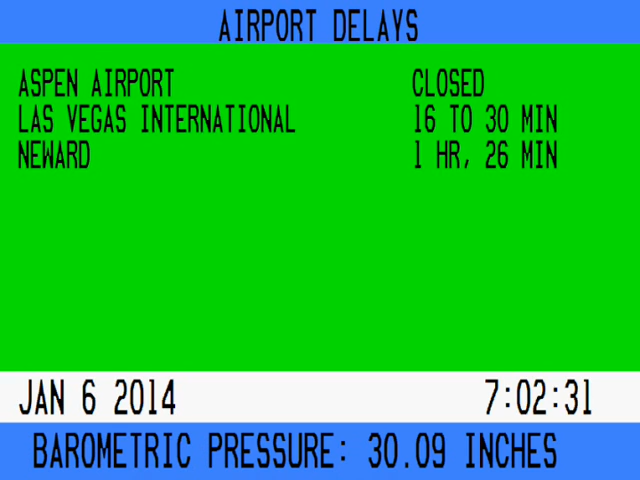 AIRPORT DELAYS
ASPEN AIRPORT CLOSED
LAS VEGAS INTERNATIONAL 16 TO 30 MIN
NEWARD 1 HR, 26 MIN
JAN 6 2014 7:02:31
BAROMETRIC PRESSURE: 30.09 INCHES